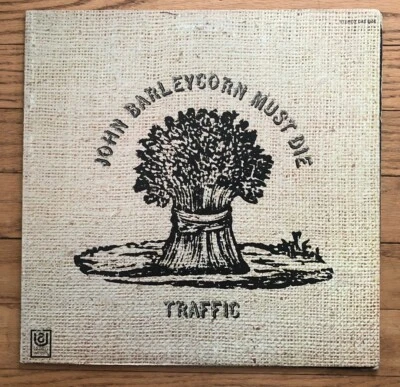 JOHN BARLEYCORN MUST DIE
TRAFFIC